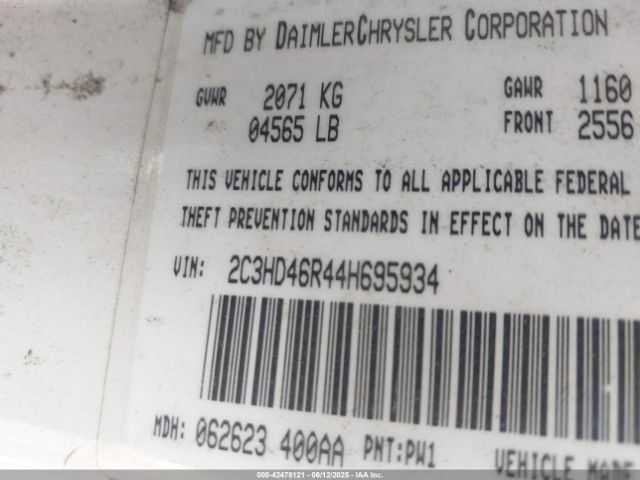 MFD BY DAIMLERCHRYSLER CORPORATION
GVWR 2071 KG GAWR 1160
04565 LB FRONT 2556
THIS VEHICLE CONFORMS TO ALL APPLICABLE FEDERAL
THEFT PREVENTION STANDARDS IN EFFECT ON THE DATE
VIN: 2C3HD46R44H695934
MDH: 062623 400AA PNT:PW1 VEHICLE MADE
000-42478121 - 06/12/2025 - IAAI.COM